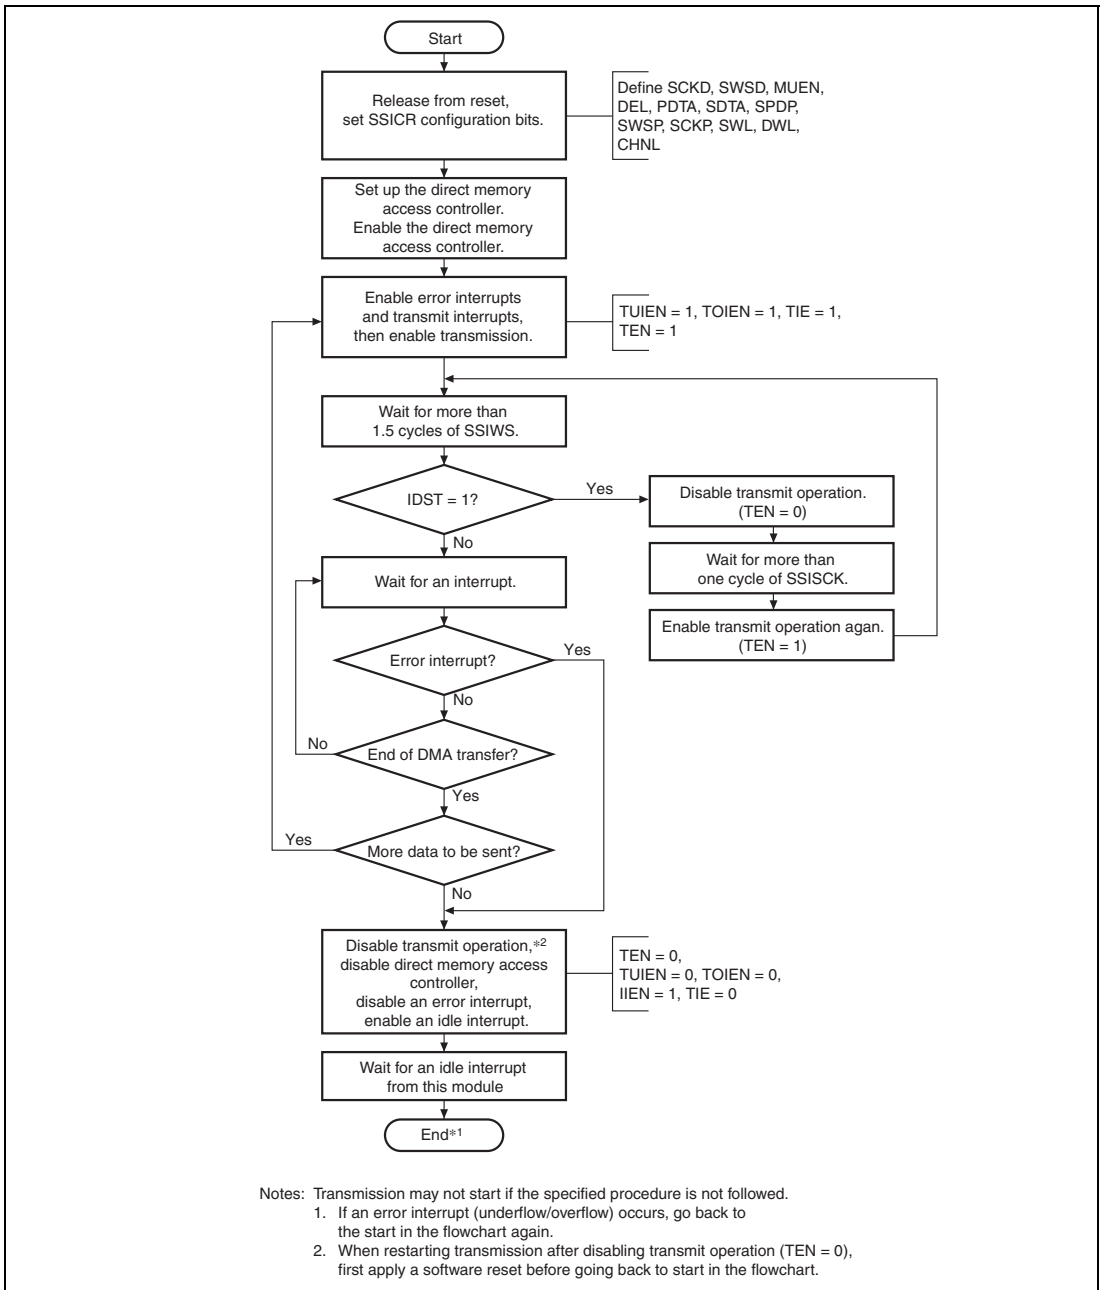 Start
Release from reset,
set SSICR configuration bits.
Define SCKD, SWSD, MUEN,
DEL, PDTA, SDTA, SPDP,
SWSP, SCKP, SWL, DWL,
CHNL
Set up the direct memory
access controller.
Enable the direct memory
access controller.
Enable error interrupts
and transmit interrupts,
then enable transmission.
TUIEN = 1, TOIEN = 1, TIE = 1,
TEN = 1
Wait for more than
1.5 cycles of SSIWS.
IDST = 1?
Yes
No
Disable transmit operation.
(TEN = 0)
Wait for more than
one cycle of SSISCK.
Enable transmit operation agan.
(TEN = 1)
Wait for an interrupt.
Error interrupt?
Yes
No
End of DMA transfer?
No
Yes
More data to be sent?
Yes
No
Disable transmit operation,*2
disable direct memory access
controller,
disable an error interrupt,
enable an idle interrupt.
TEN = 0,
TUIEN = 0, TOIEN = 0,
IIEN = 1, TIE = 0
Wait for an idle interrupt
from this module
End*1
Notes: Transmission may not start if the specified procedure is not followed.
1. If an error interrupt (underflow/overflow) occurs, go back to
the start in the flowchart again.
2. When restarting transmission after disabling transmit operation (TEN = 0),
first apply a software reset before going back to start in the flowchart.